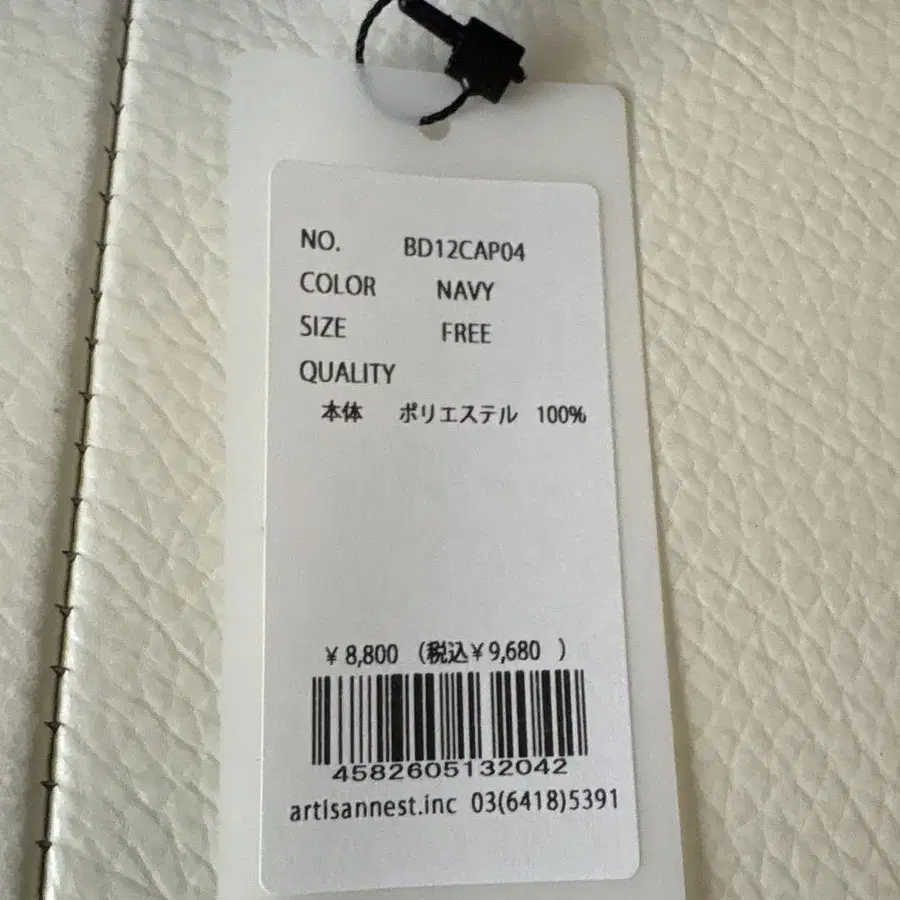 NO. BD12CAP04
COLOR NAVY
SIZE FREE
QUALITY
本体 ポリエステル 100%
¥8,800 (税込¥9,680 )
4582605132042
artisannest.inc 03(6418)5391